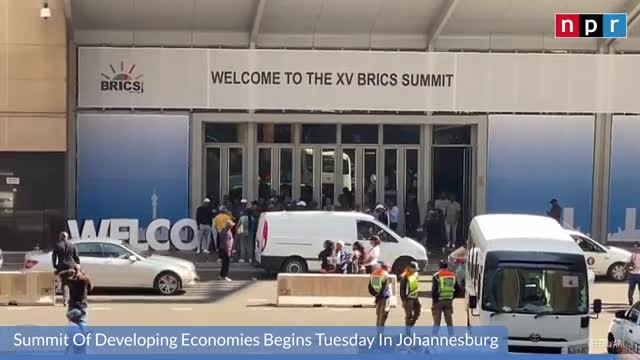 npr
BRICS
WELCOME TO THE XV BRICS SUMMIT
WELCO
Summit Of Developing Economies Begins Tuesday In Johannesburg